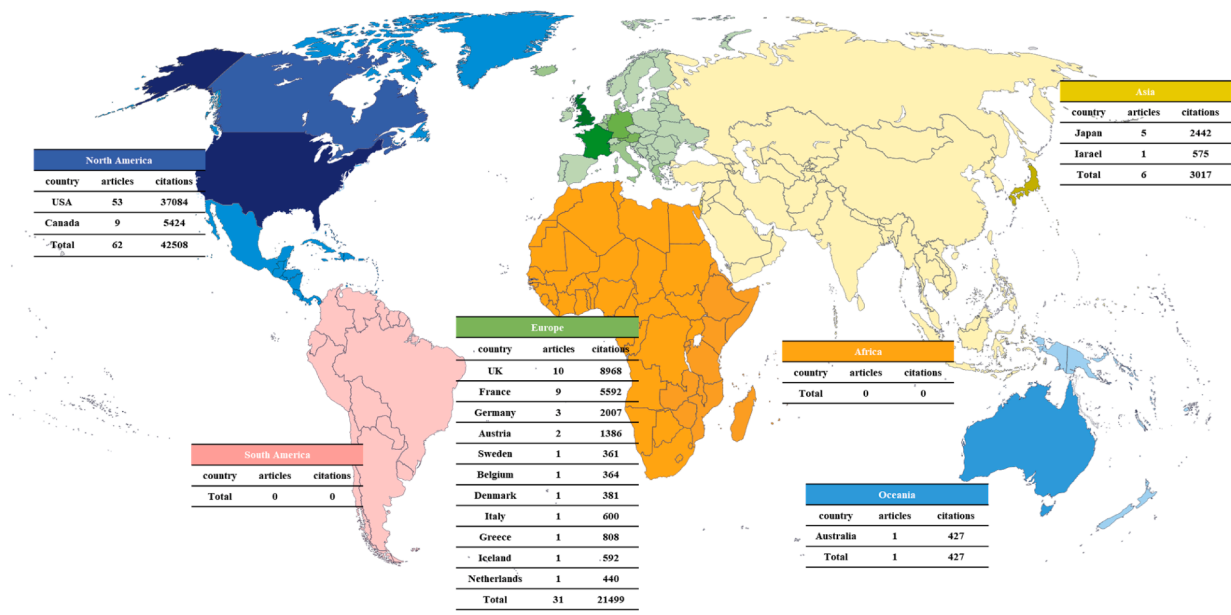 North America
country articles citations
USA 53 37084
Canada 9 5424
Total 62 42508
South America
country articles citations
Total 0 0
Europe
country articles citations
UK 10 8968
France 9 5592
Germany 3 2007
Austria 2 1386
Sweden 1 361
Belgium 1 364
Denmark 1 381
Italy 1 600
Greece 1 808
Iceland 1 592
Netherlands 1 440
Total 31 21499
Africa
country articles citations
Total 0 0
Asia
country articles citations
Japan 5 2442
Iarael 1 575
Total 6 3017
Oceania
country articles citations
Australia 1 427
Total 1 427